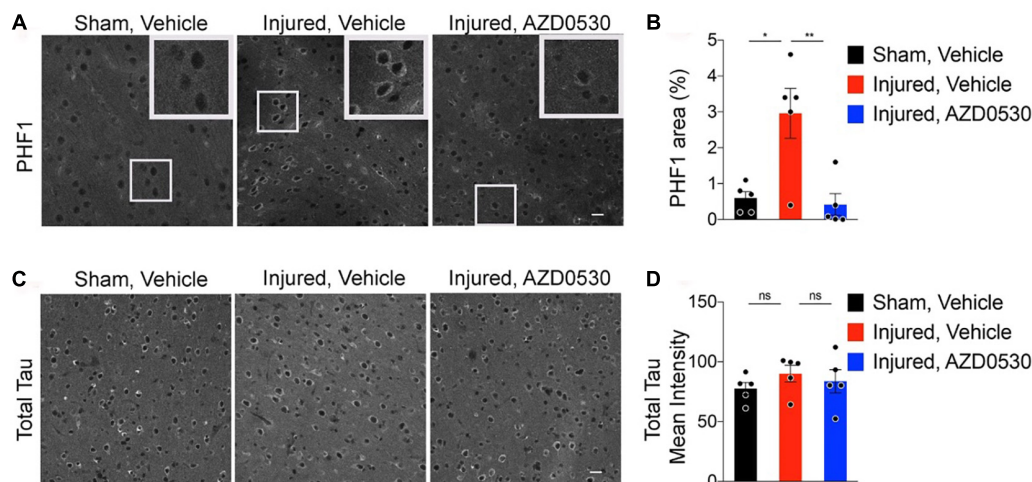 A
Sham, Vehicle
Injured, Vehicle
Injured, AZD0530
PHF1
B
5
4
3
2
1
0
PHF1 area (%)
*
**
Sham, Vehicle
Injured, Vehicle
Injured, AZD0530
C
Sham, Vehicle
Injured, Vehicle
Injured, AZD0530
Total Tau
D
150
100
50
0
Total Tau
Mean Intensity
ns
ns
Sham, Vehicle
Injured, Vehicle
Injured, AZD0530